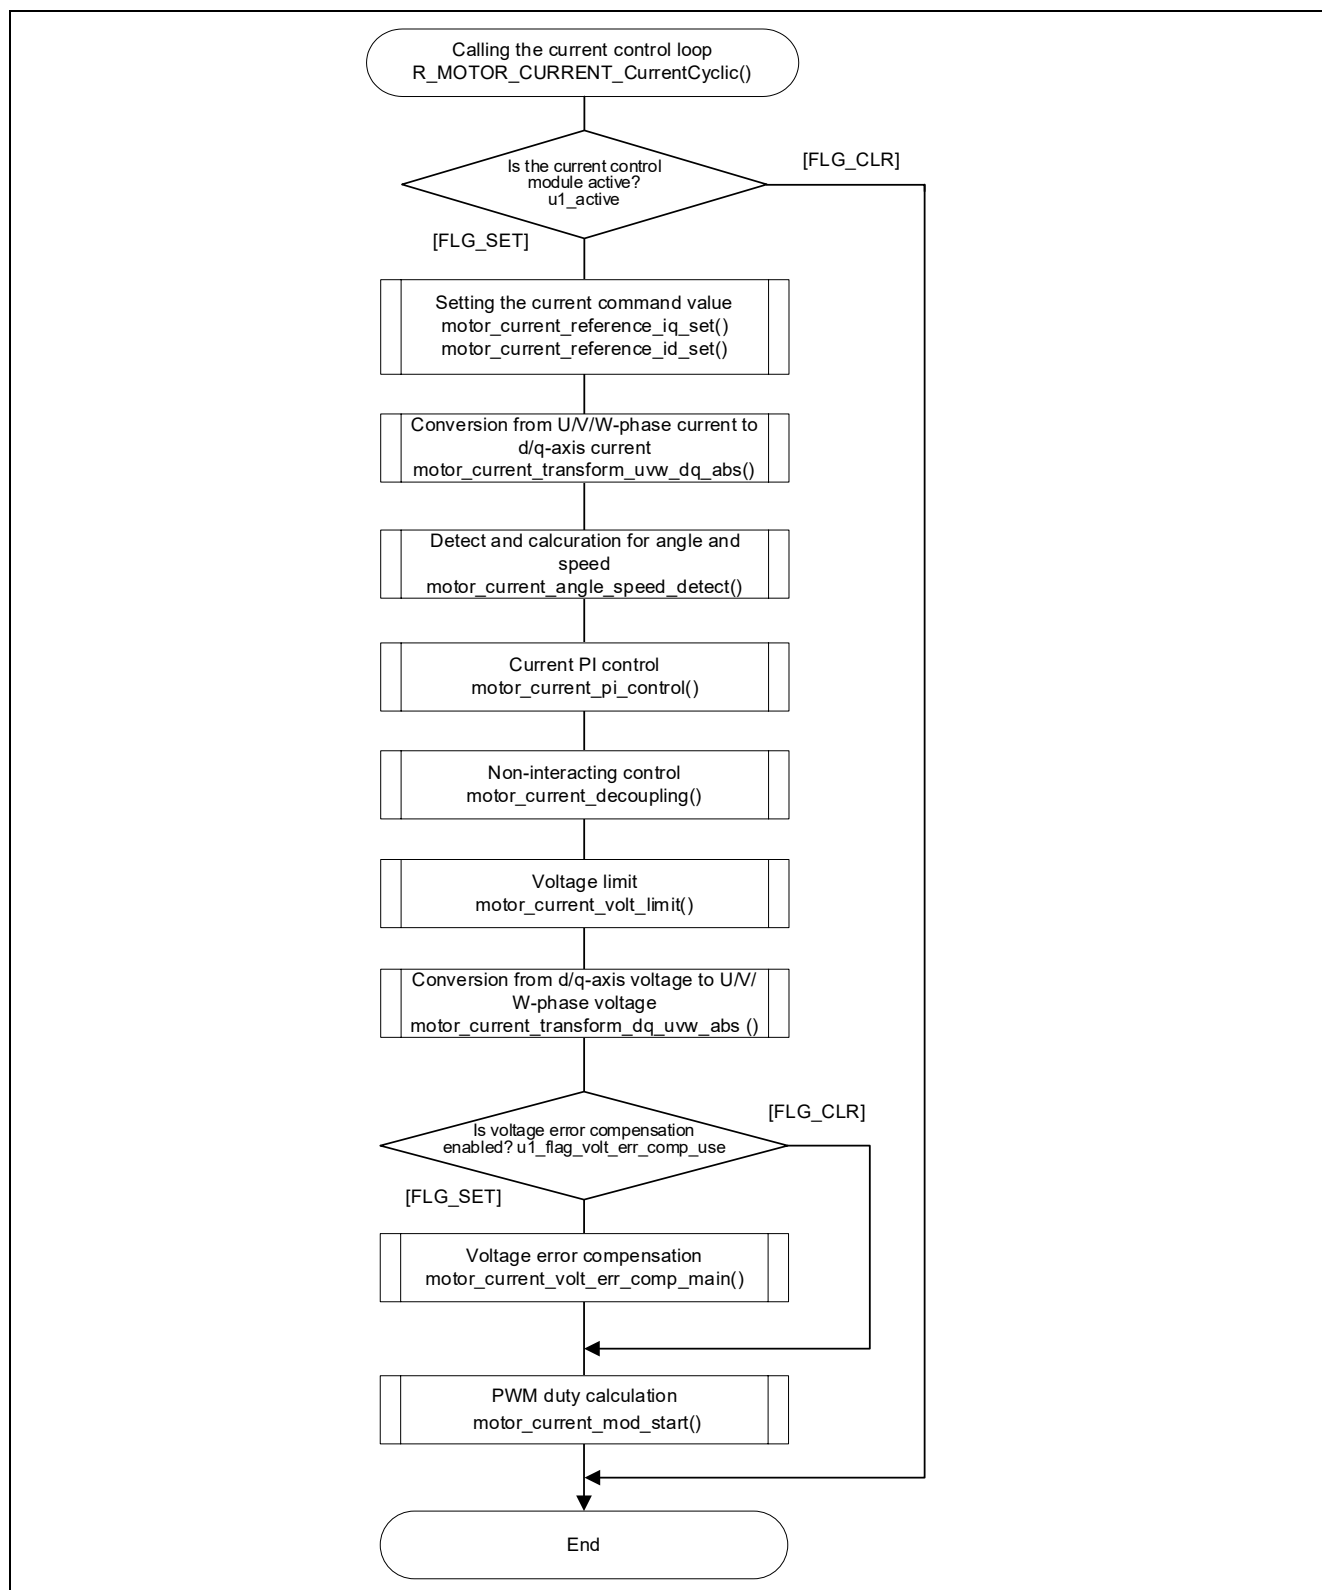 Calling the current control loop
R_MOTOR_CURRENT_CurrentCyclic()
Is the current control
module active?
u1_active
[FLG_CLR]
[FLG_SET]
Setting the current command value
motor_current_reference_iq_set()
motor_current_reference_id_set()
Conversion from U/V/W-phase current to
d/q-axis current
motor_current_transform_uvw_dq_abs()
Detect and calcuration for angle and
speed
motor_current_angle_speed_detect()
Current PI control
motor_current_pi_control()
Non-interacting control
motor_current_decoupling()
Voltage limit
motor_current_volt_limit()
Conversion from d/q-axis voltage to U/V/
W-phase voltage
motor_current_transform_dq_uvw_abs ()
Is voltage error compensation
enabled? u1_flag_volt_err_comp_use
[FLG_CLR]
[FLG_SET]
Voltage error compensation
motor_current_volt_err_comp_main()
PWM duty calculation
motor_current_mod_start()
End